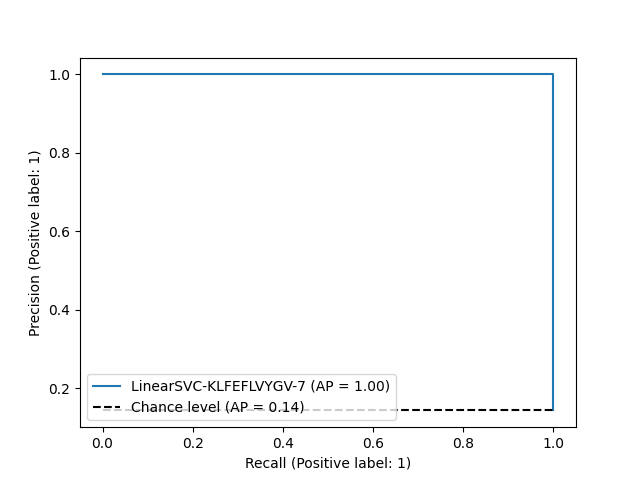 1.0
0.8
0.6
0.4
0.2
Precision (Positive label: 1)
LinearSVC-KLFEFLVYGV-7 (AP = 1.00)
Chance level (AP = 0.14)
0.0 0.2 0.4 0.6 0.8 1.0
Recall (Positive label: 1)